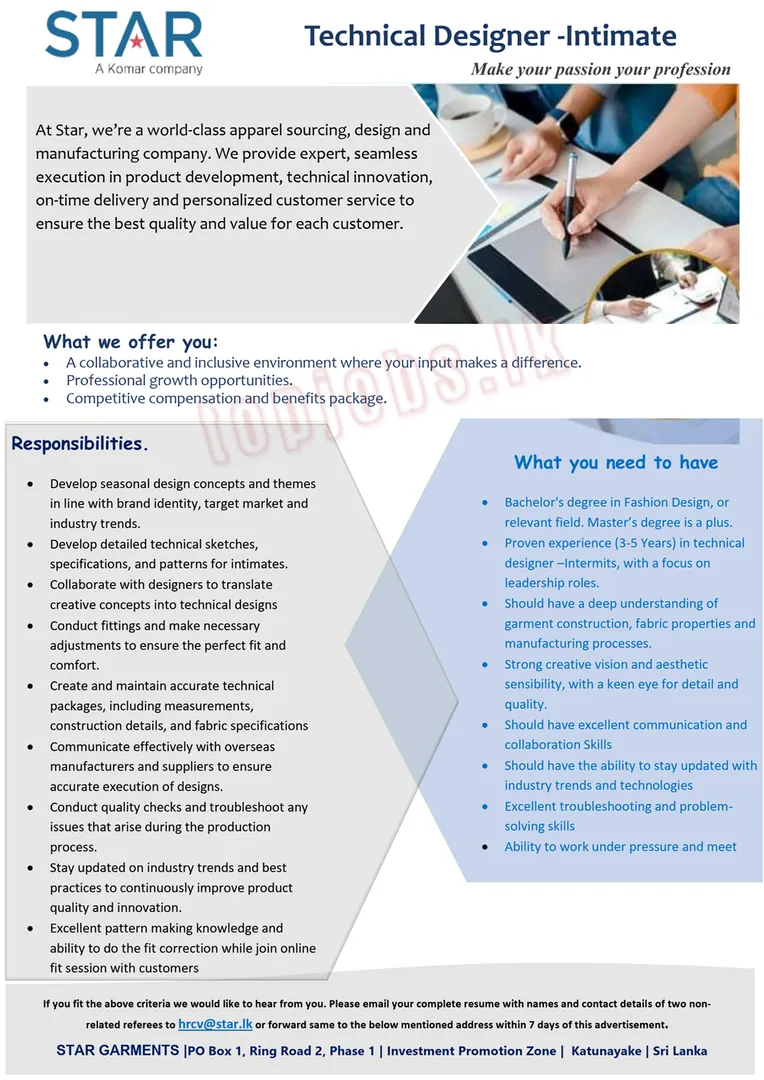 STAR
A Komar company
Technical Designer -Intimate
Make your passion your profession
At Star, we're a world-class apparel sourcing, design and
manufacturing company. We provide expert, seamless
execution in product development, technical innovation,
on-time delivery and personalized customer service to
ensure the best quality and value for each customer.
What we offer you:
• A collaborative and inclusive environment where your input makes a difference.
• Professional growth opportunities.
• Competitive compensation and benefits package.
topjobs.lk
Responsibilities.
• Develop seasonal design concepts and themes
in line with brand identity, target market and
industry trends.
• Develop detailed technical sketches,
specifications, and patterns for intimates.
• Collaborate with designers to translate
creative concepts into technical designs
• Conduct fittings and make necessary
adjustments to ensure the perfect fit and
comfort.
• Create and maintain accurate technical
packages, including measurements,
construction details, and fabric specifications
• Communicate effectively with overseas
manufacturers and suppliers to ensure
accurate execution of designs.
• Conduct quality checks and troubleshoot any
issues that arise during the production
process.
• Stay updated on industry trends and best
practices to continuously improve product
quality and innovation.
• Excellent pattern making knowledge and
ability to do the fit correction while join online
fit session with customers
What you need to have
• Bachelor's degree in Fashion Design, or
relevant field. Master's degree is a plus.
• Proven experience (3-5 Years) in technical
designer –Intermits, with a focus on
leadership roles.
• Should have a deep understanding of
garment construction, fabric properties and
manufacturing processes.
• Strong creative vision and aesthetic
sensibility, with a keen eye for detail and
quality.
• Should have excellent communication and
collaboration Skills
• Should have the ability to stay updated with
industry trends and technologies
• Excellent troubleshooting and problem-
solving skills
• Ability to work under pressure and meet
If you fit the above criteria we would like to hear from you. Please email your complete resume with names and contact details of two non-
related referees to hrcv@star.lk or forward same to the below mentioned address within 7 days of this advertisement.
STAR GARMENTS |PO Box 1, Ring Road 2, Phase 1 | Investment Promotion Zone | Katunayake | Sri Lanka